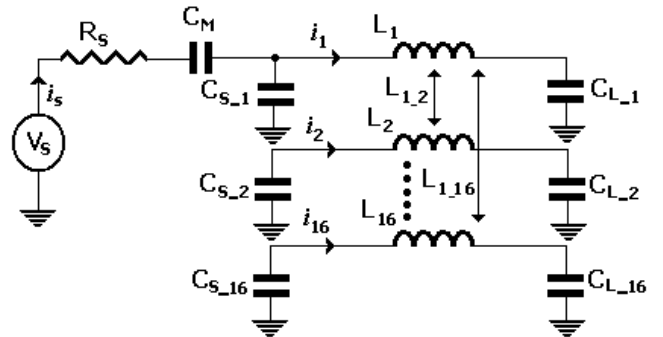 C_M
R_S
i_1
L_1
i_s
C_S_1
L_1_2
C_L_1
V_S
i_2
L_2
C_S_2
L_1_16
C_L_2
L_16
i_16
C_S_16
C_L_16